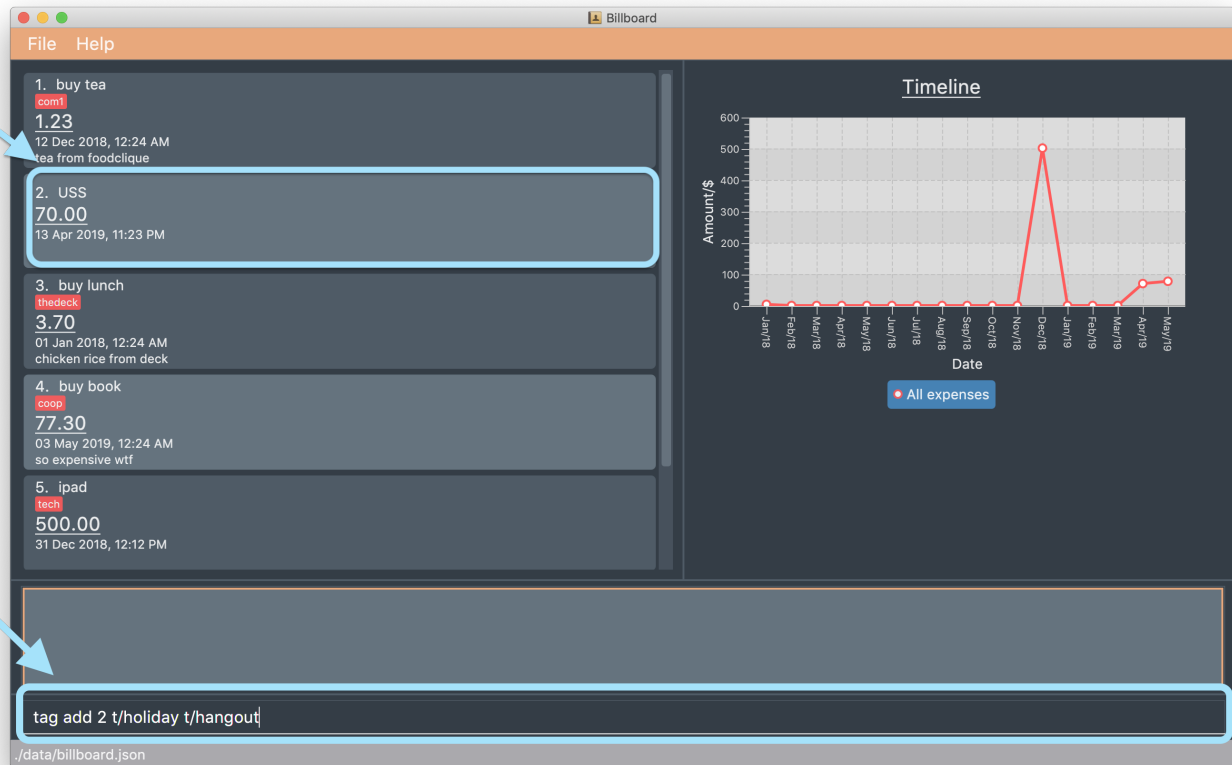 Billboard
File Help
1. buy tea
com1
1.23
12 Dec 2018, 12:24 AM
tea from foodclique
2. USS
70.00
13 Apr 2019, 11:23 PM
3. buy lunch
thedeck
3.70
01 Jan 2018, 12:24 AM
chicken rice from deck
4. buy book
coop
77.30
03 May 2019, 12:24 AM
so expensive wtf
5. ipad
tech
500.00
31 Dec 2018, 12:12 PM
Timeline
600
500
400
300
200
100
0
Amount/$
Jan/18
Feb/18
Mar/18
Apr/18
May/18
Jun/18
Jul/18
Aug/18
Sep/18
Oct/18
Nov/18
Dec/18
Jan/19
Feb/19
Mar/19
Apr/19
May/19
Date
All expenses
tag add 2 t/holiday t/hangout
./data/billboard.json